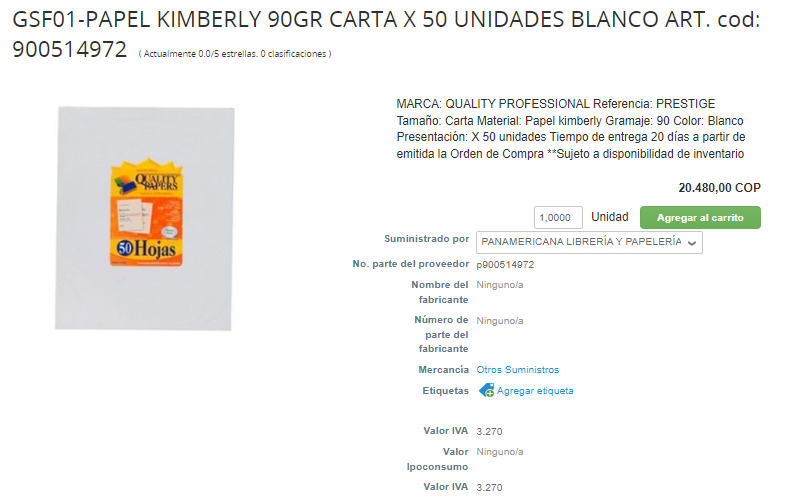 GSF01-PAPEL KIMBERLY 90GR CARTA X 50 UNIDADES BLANCO ART. cod:
900514972 ( Actualmente 0.0/5 estrellas. 0 clasificaciones )
MARCA: QUALITY PROFESSIONAL Referencia: PRESTIGE
Tamaño: Carta Material: Papel kimberly Gramaje: 90 Color: Blanco
Presentación: X 50 unidades Tiempo de entrega 20 días a partir de
emitida la Orden de Compra **Sujeto a disponibilidad de inventario
QUALITY
PAPERS
50 Hojas
20.480,00 COP
1,0000 Unidad Agregar al carrito
Suministrado por PANAMERICANA LIBRERÍA Y PAPELERÍA
No. parte del proveedor p900514972
Nombre del Ninguno/a
fabricante
Número de Ninguno/a
parte del
fabricante
Mercancía Otros Suministros
Etiquetas Agregar etiqueta
Valor IVA 3.270
Valor Ninguno/a
Ipoconsumo
Valor IVA 3.270